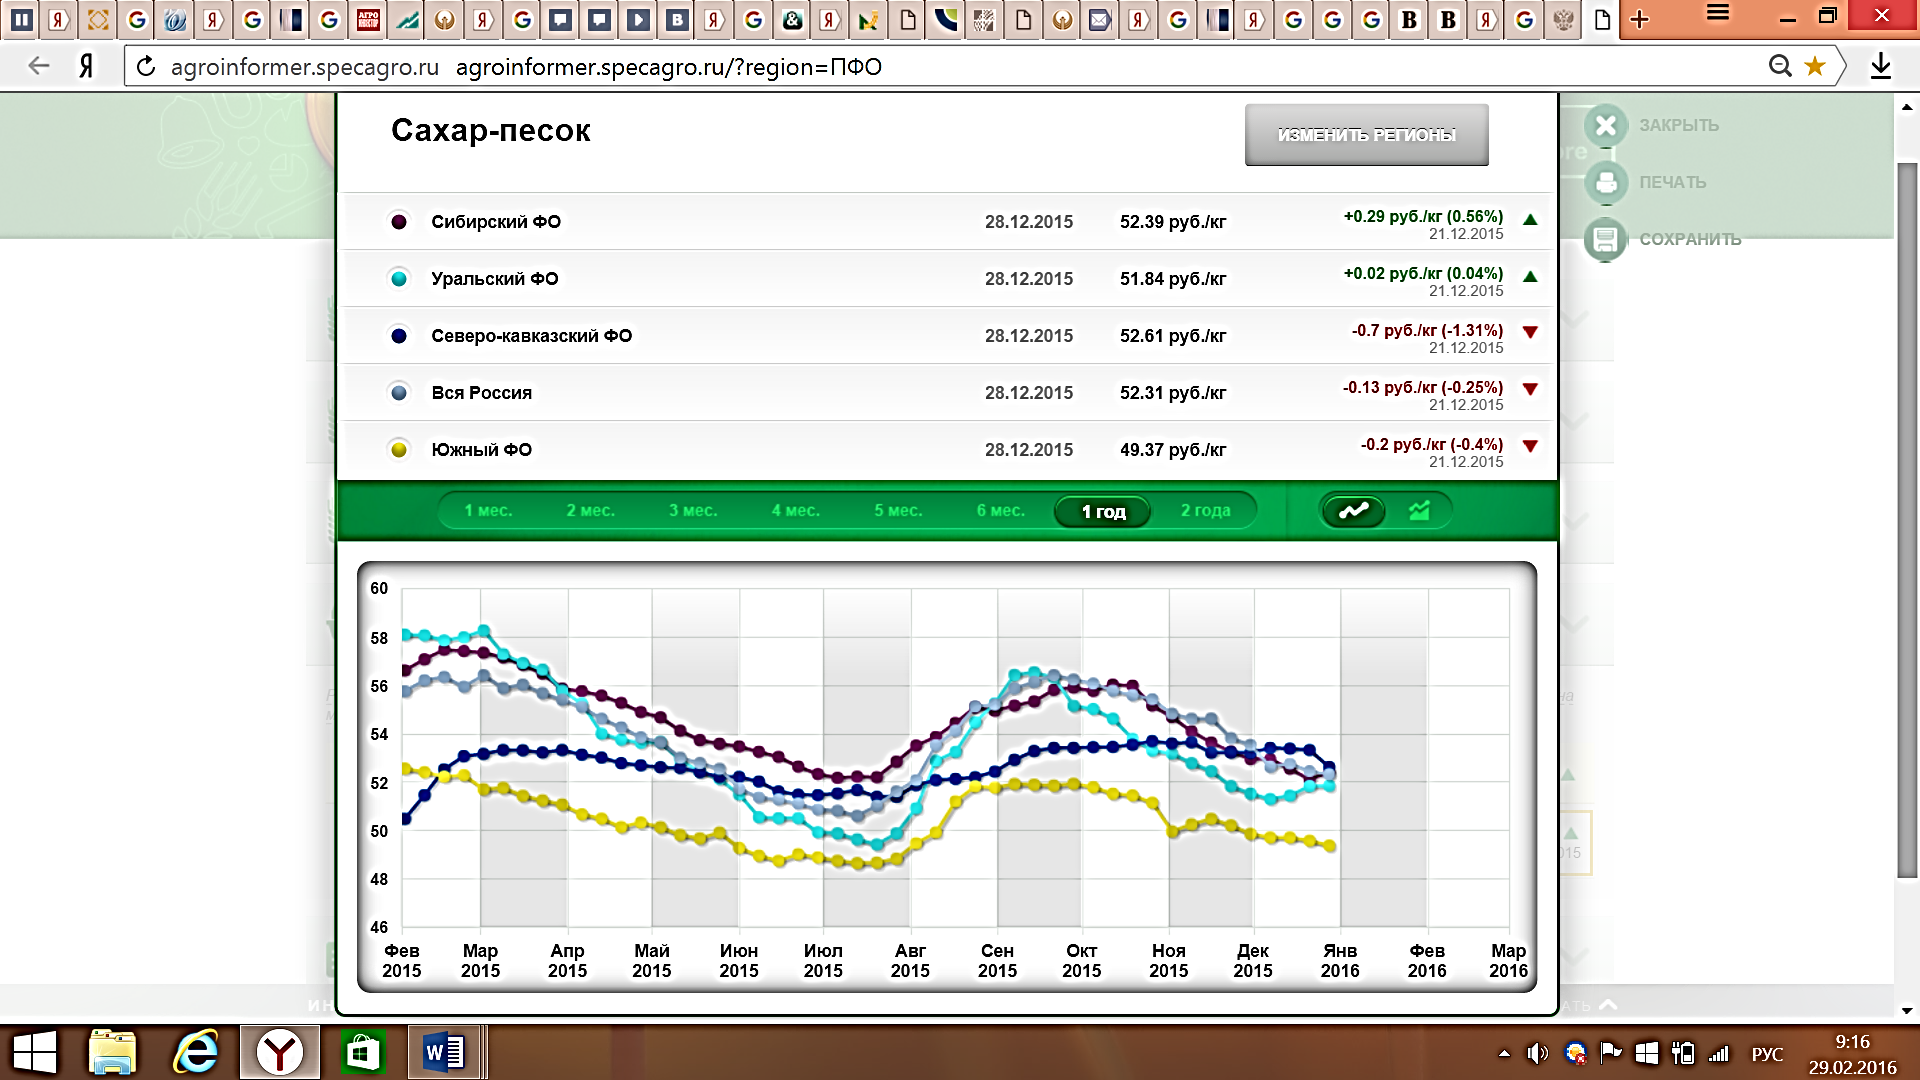 agroinformer.specagro.ru agroinformer.specagro.ru/?region=ПФО
Сахар-песок
ИЗМЕНИТЬ РЕГИОНЫ
ЗАКРЫТЬ
ПЕЧАТЬ
СОХРАНИТЬ
Сибирский ФО 28.12.2015 52.39 руб./кг +0.29 руб./кг (0.56%)
21.12.2015
Уральский ФО 28.12.2015 51.84 руб./кг +0.02 руб./кг (0.04%)
21.12.2015
Северо-кавказский ФО 28.12.2015 52.61 руб./кг -0.7 руб./кг (-1.31%)
21.12.2015
Вся Россия 28.12.2015 52.31 руб./кг -0.13 руб./кг (-0.25%)
21.12.2015
Южный ФО 28.12.2015 49.37 руб./кг -0.2 руб./кг (-0.4%)
21.12.2015
1 мес. 2 мес. 3 мес. 4 мес. 5 мес. 6 мес. 1 год 2 года
60
58
56
54
52
50
48
46
Фев Мар Апр Май Июн Июл Авг Сен Окт Ноя Дек Янв Фев Мар
2015 2015 2015 2015 2015 2015 2015 2015 2015 2015 2015 2016 2016 2016
РУС
9:16
29.02.2016